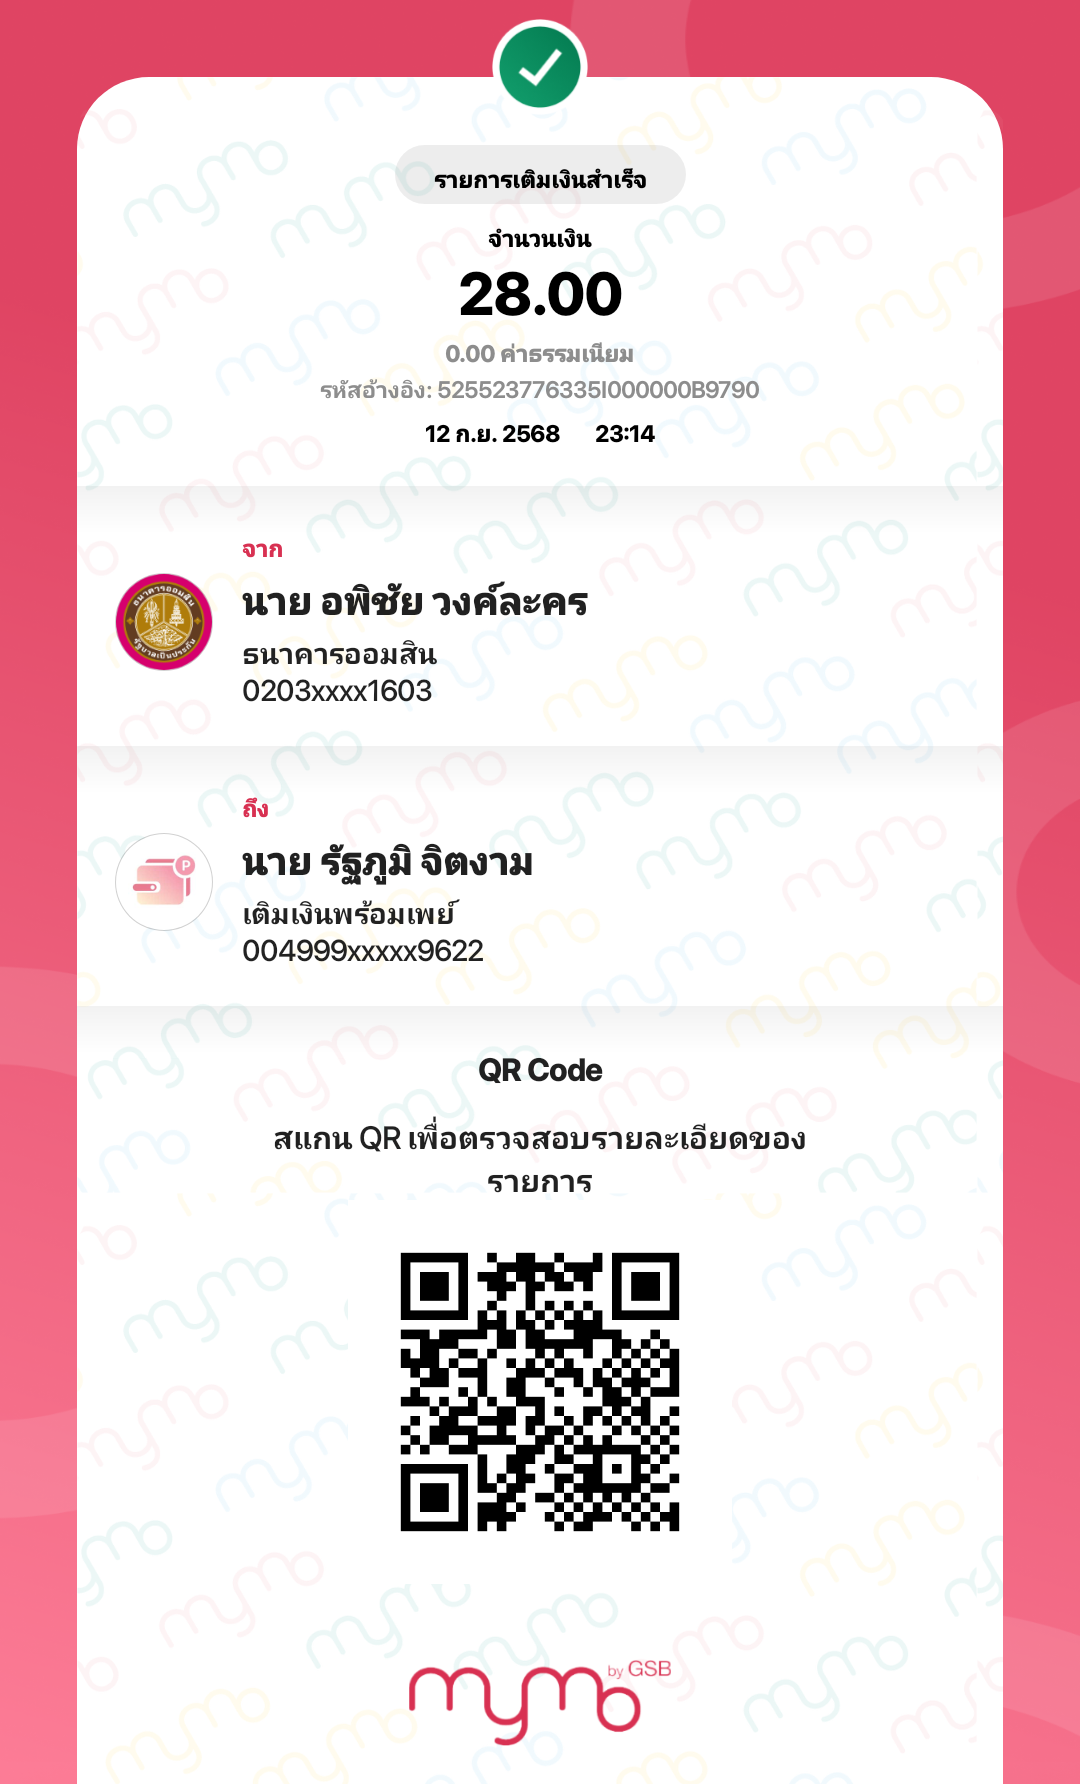 รายการเติมเงินสำเร็จ
จำนวนเงิน
28.00
0.00 ค่าธรรมเนียม
รหัสอ้างอิง: 525523776335I000000B9790
12 ก.ย. 2568 23:14
จาก
นาย อพิชัย วงค์ละคร
ธนาคารออมสิน
0203xxxx1603
ถึง
นาย รัฐภูมิ จิตงาม
เติมเงินพร้อมเพย์
004999xxxxx9622
QR Code
สแกน QR เพื่อตรวจสอบรายละเอียดของ
รายการ
mymo by GSB